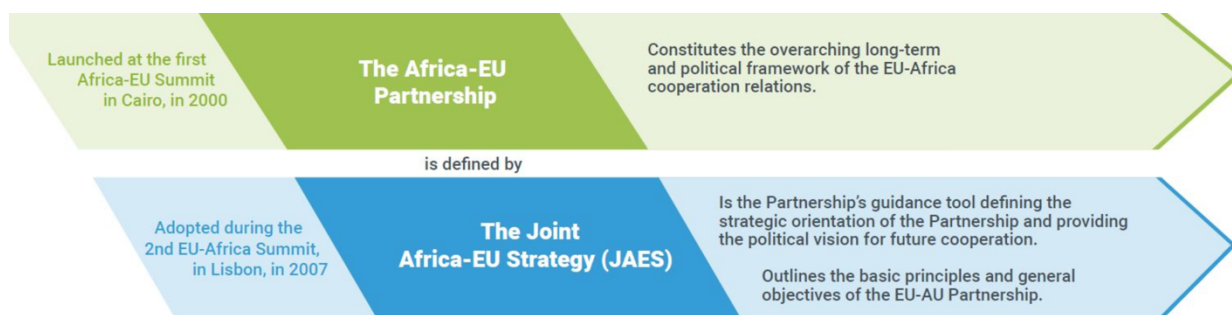 Launched at the first
Africa-EU Summit
in Cairo, in 2000
The Africa-EU
Partnership
Constitutes the overarching long-term
and political framework of the EU-Africa
cooperation relations.
is defined by
Adopted during the
2nd EU-Africa Summit,
in Lisbon, in 2007
The Joint
Africa-EU Strategy (JAES)
Is the Partnership's guidance tool defining the
strategic orientation of the Partnership and providing
the political vision for future cooperation.
Outlines the basic principles and general
objectives of the EU-AU Partnership.